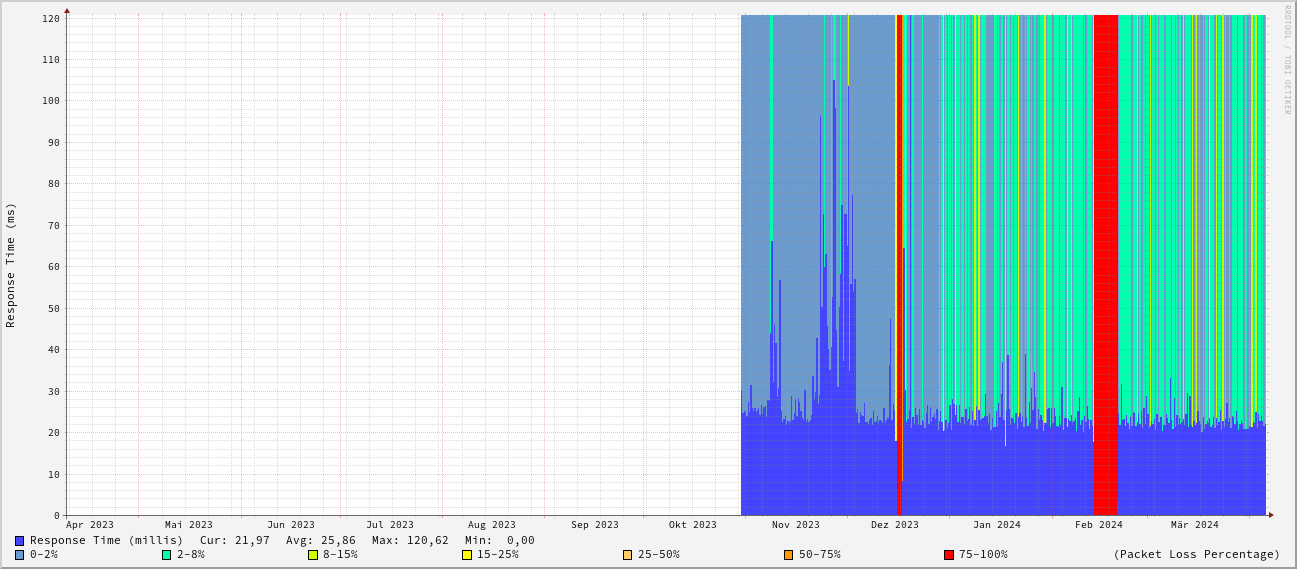 RRDTOOL / TOBI OETIKER
Response Time (ms)
120
110
100
90
80
70
60
50
40
30
20
10
0
Apr 2023 Mai 2023 Jun 2023 Jul 2023 Aug 2023 Sep 2023 Okt 2023 Nov 2023 Dez 2023 Jan 2024 Feb 2024 Mär 2024
Response Time (millis) Cur: 21,97 Avg: 25,86 Max: 120,62 Min: 0,00
0-2% 2-8% 8-15% 15-25% 25-50% 50-75% 75-100% (Packet Loss Percentage)